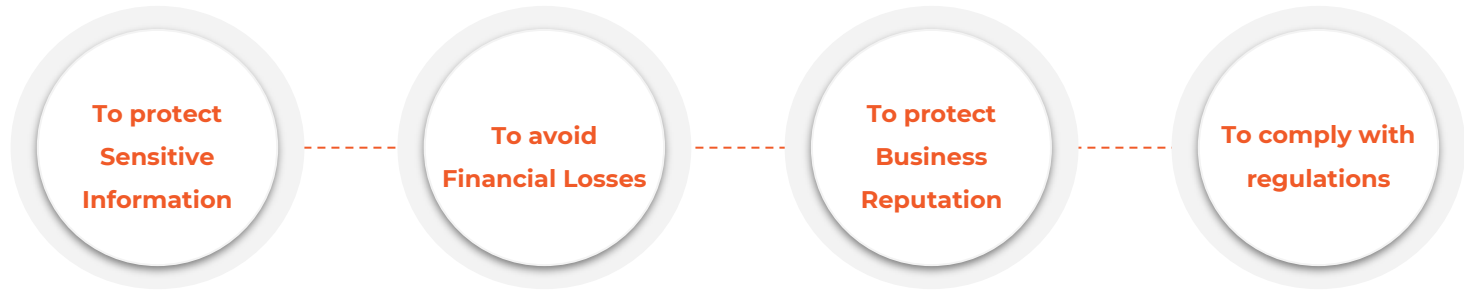 To protect
Sensitive
Information
To avoid
Financial Losses
To protect
Business
Reputation
To comply with
regulations